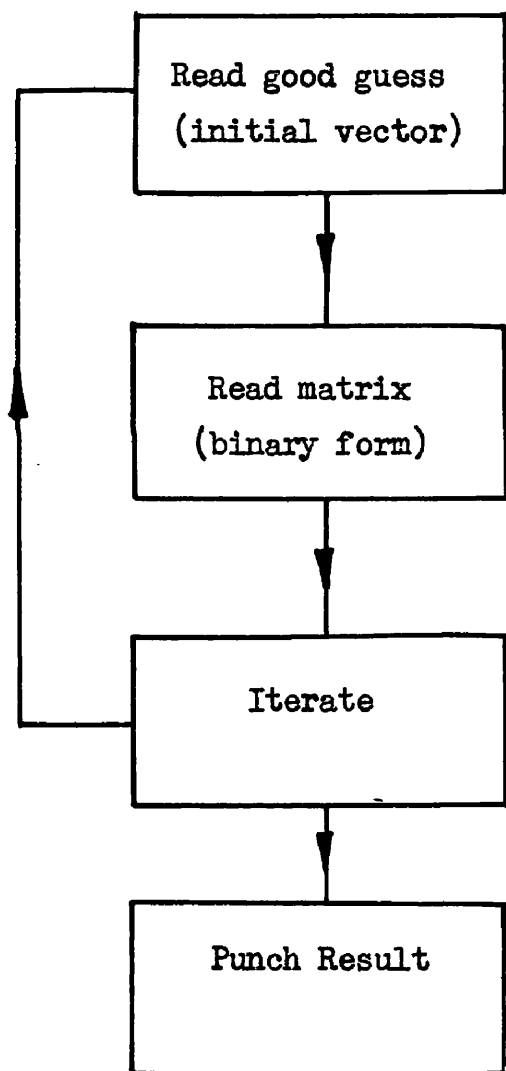 Read good guess
(initial vector)
Read matrix
(binary form)
Iterate
Punch Result